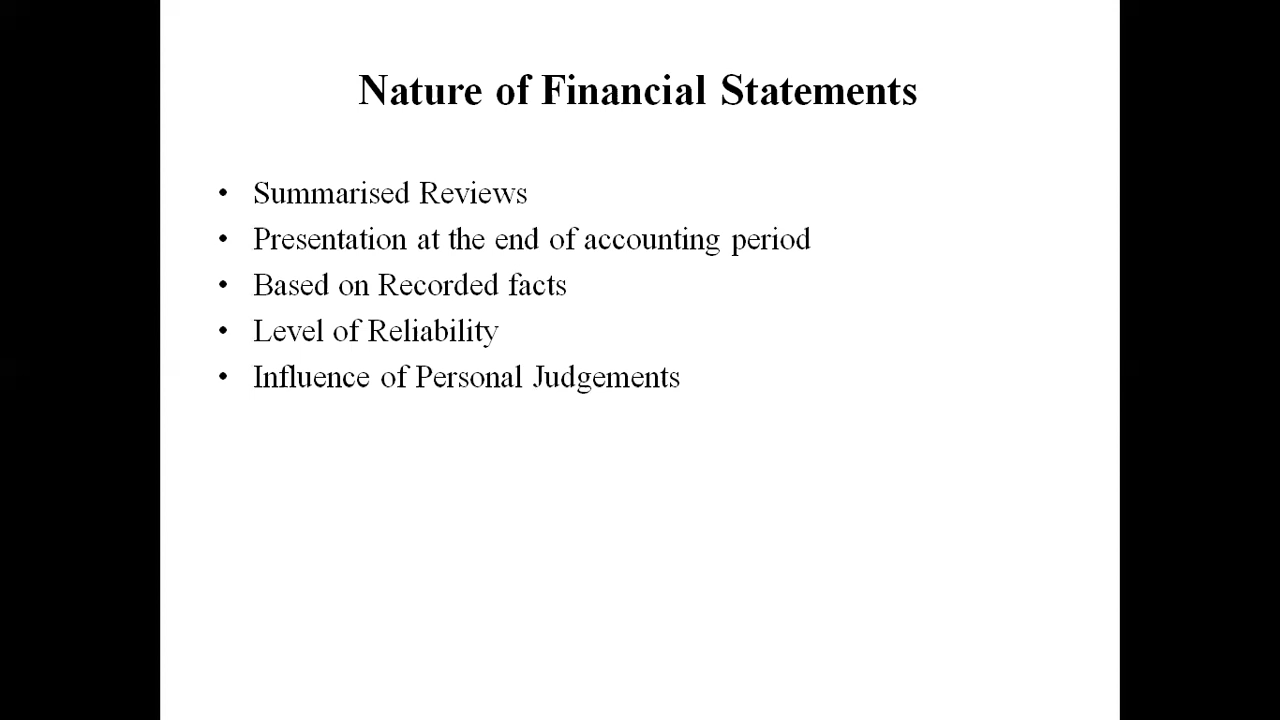 Nature of Financial Statements
• Summarised Reviews
• Presentation at the end of accounting period
• Based on Recorded facts
• Level of Reliability
• Influence of Personal Judgements